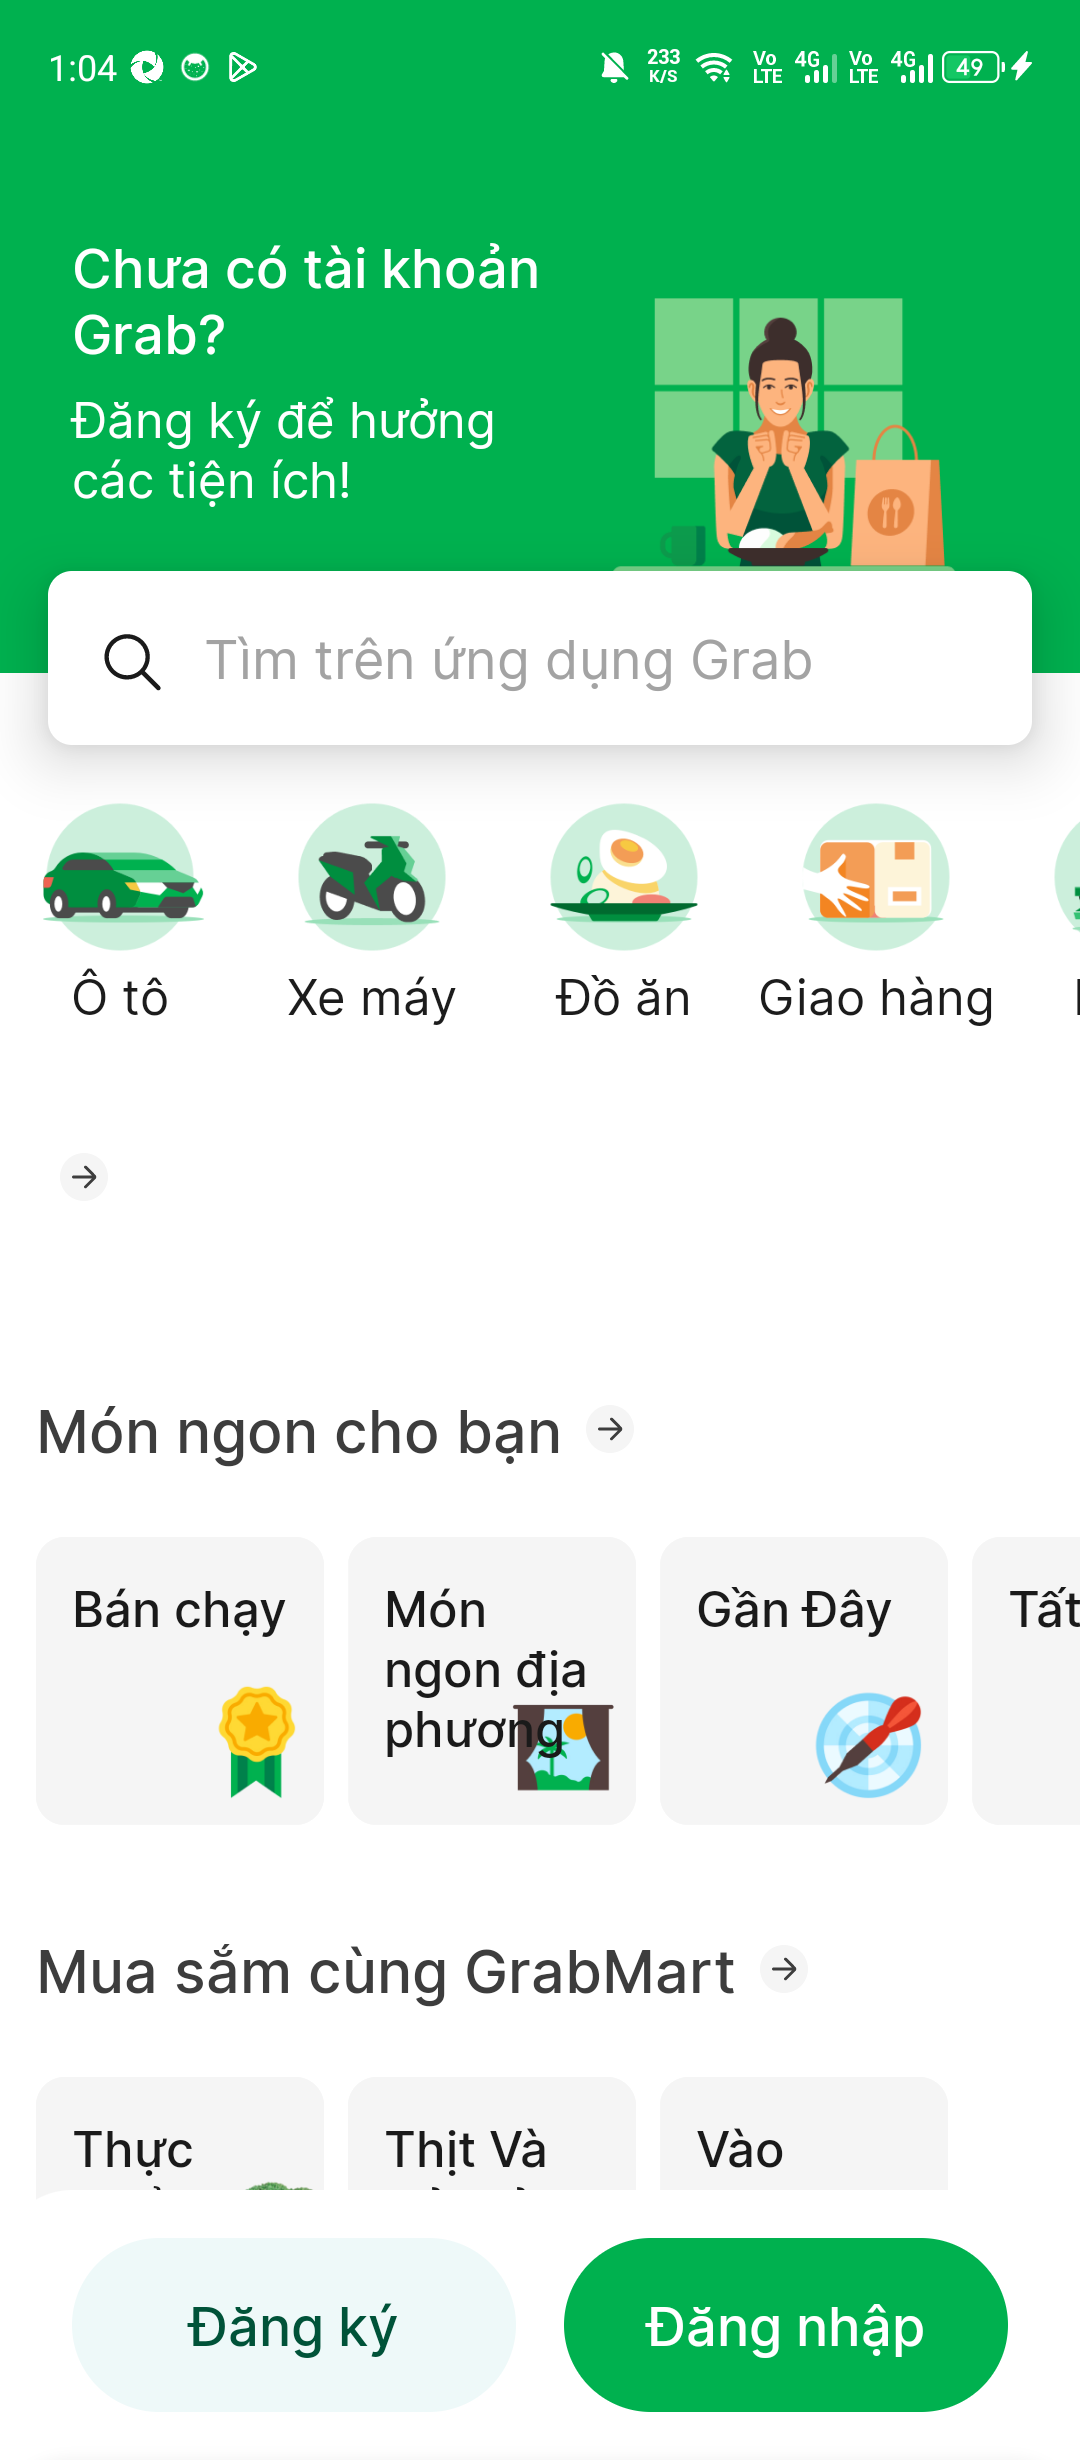 1:04 233 K/S Vo LTE 4G Vo LTE 4G 49
Chưa có tài khoản
Grab?
Đăng ký để hưởng
các tiện ích!
Tìm trên ứng dụng Grab
Ô tô Xe máy Đồ ăn Giao hàng
Món ngon cho bạn
Bán chạy
Món
ngon địa
phương
Gần Đây
Tất
Mua sắm cùng GrabMart
Thực
Thịt Và
Vào
Đăng ký
Đăng nhập